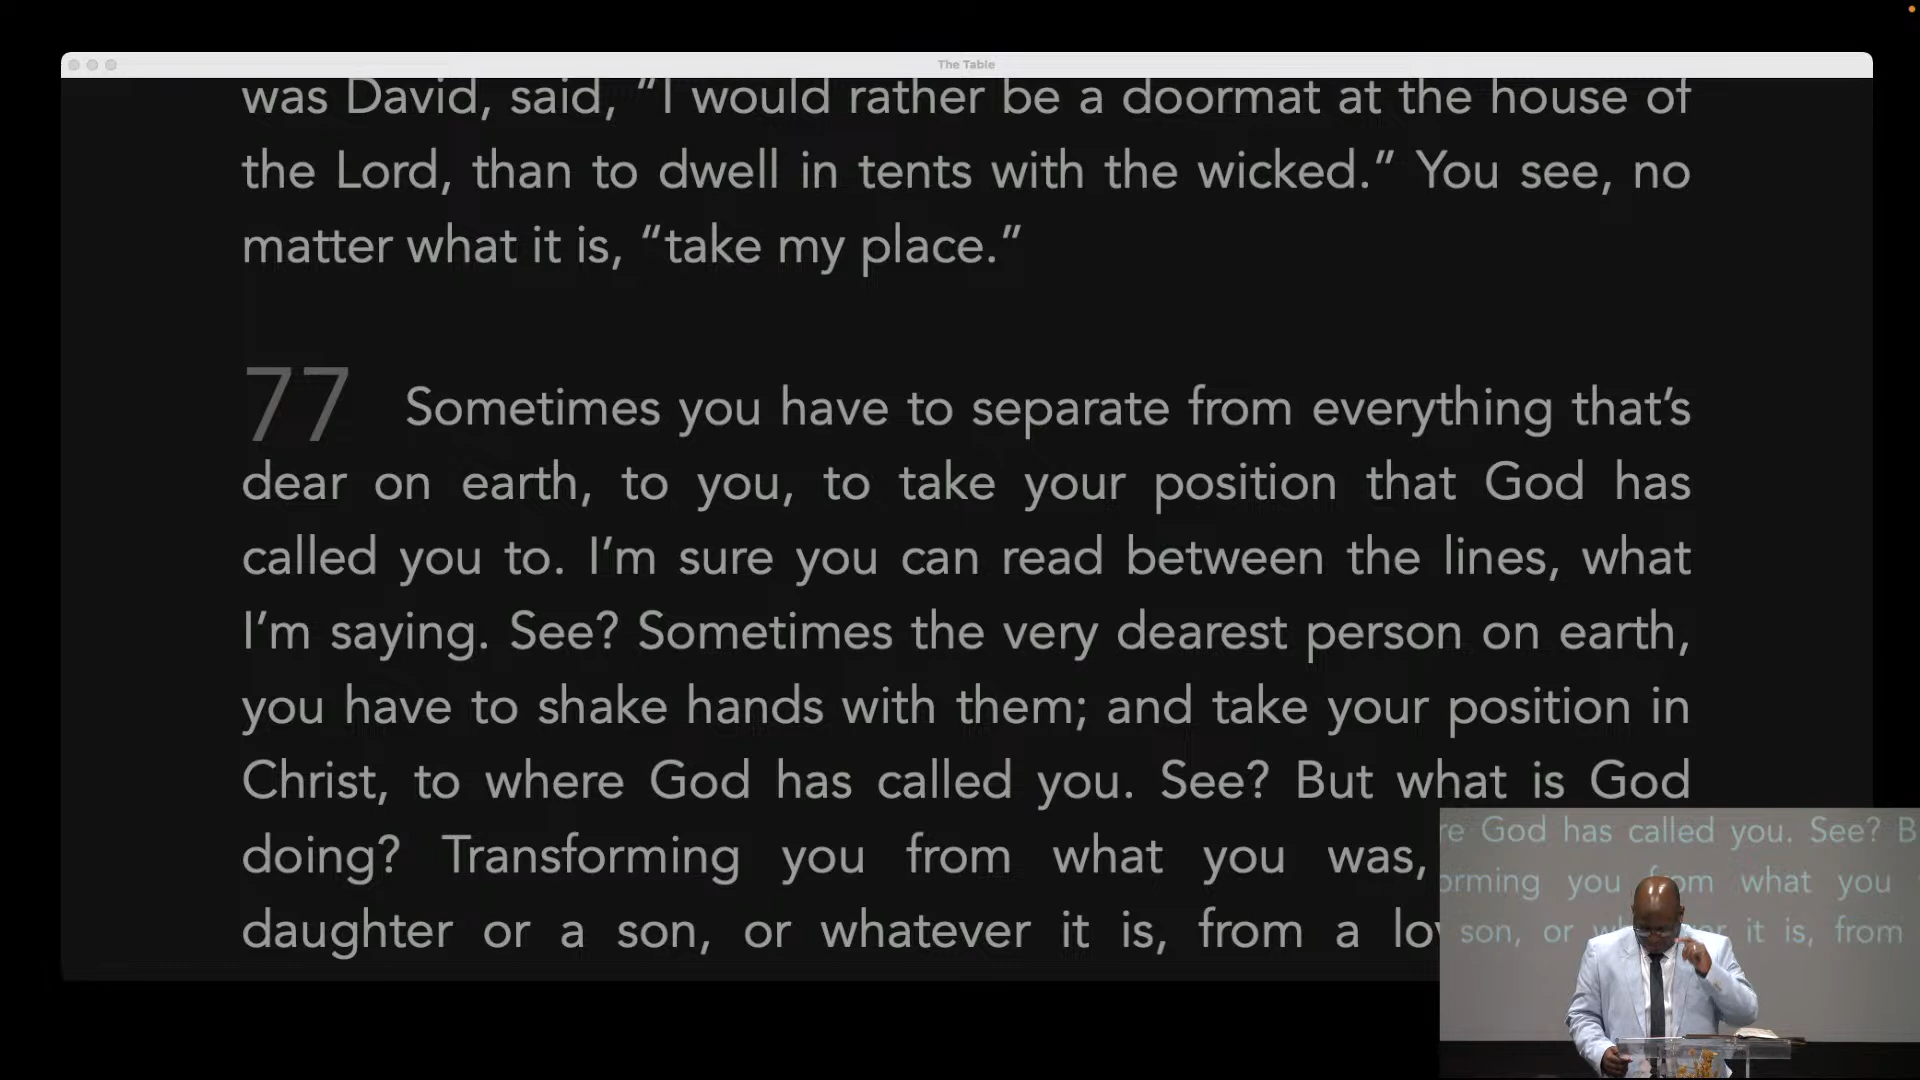 The Table
was David, said, “I would rather be a doormat at the house of
the Lord, than to dwell in tents with the wicked.” You see, no
matter what it is, “take my place.”
77 Sometimes you have to separate from everything that’s
dear on earth, to you, to take your position that God has
called you to. I’m sure you can read between the lines, what
I’m saying. See? Sometimes the very dearest person on earth,
you have to shake hands with them; and take your position in
Christ, to where God has called you. See? But what is God
doing? Transforming you from what you was,
daughter or a son, or whatever it is, from a
God has called you. See?
you from what you
son, or it is, from